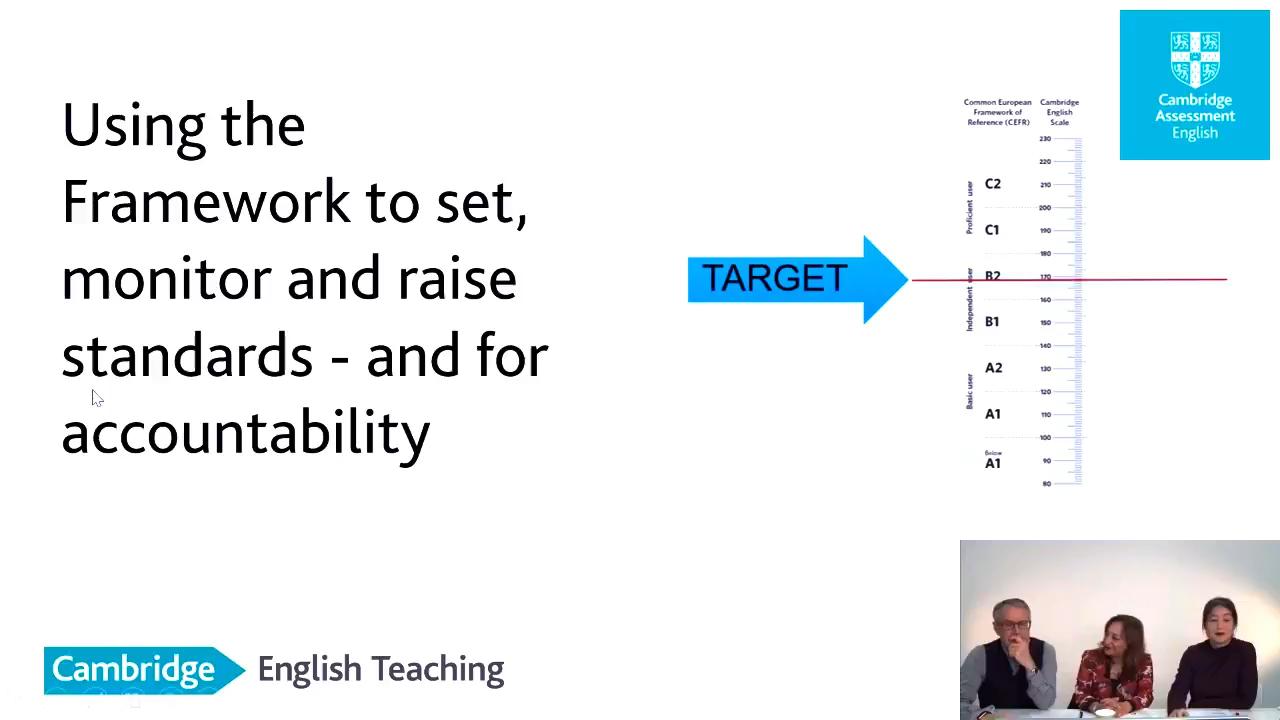 Using the
Framework to set,
monitor and raise
standards - and for
accountability
TARGET
Common European
Framework of
Reference (CEFR)
Cambridge
English
Scale
230
220
C2
210
Proficient user
200
C1
190
180
B2
170
Independent user
160
B1
150
140
A2
130
Basic user
120
A1
110
100
Below
A1
90
80
Cambridge
Assessment
English
Cambridge English Teaching